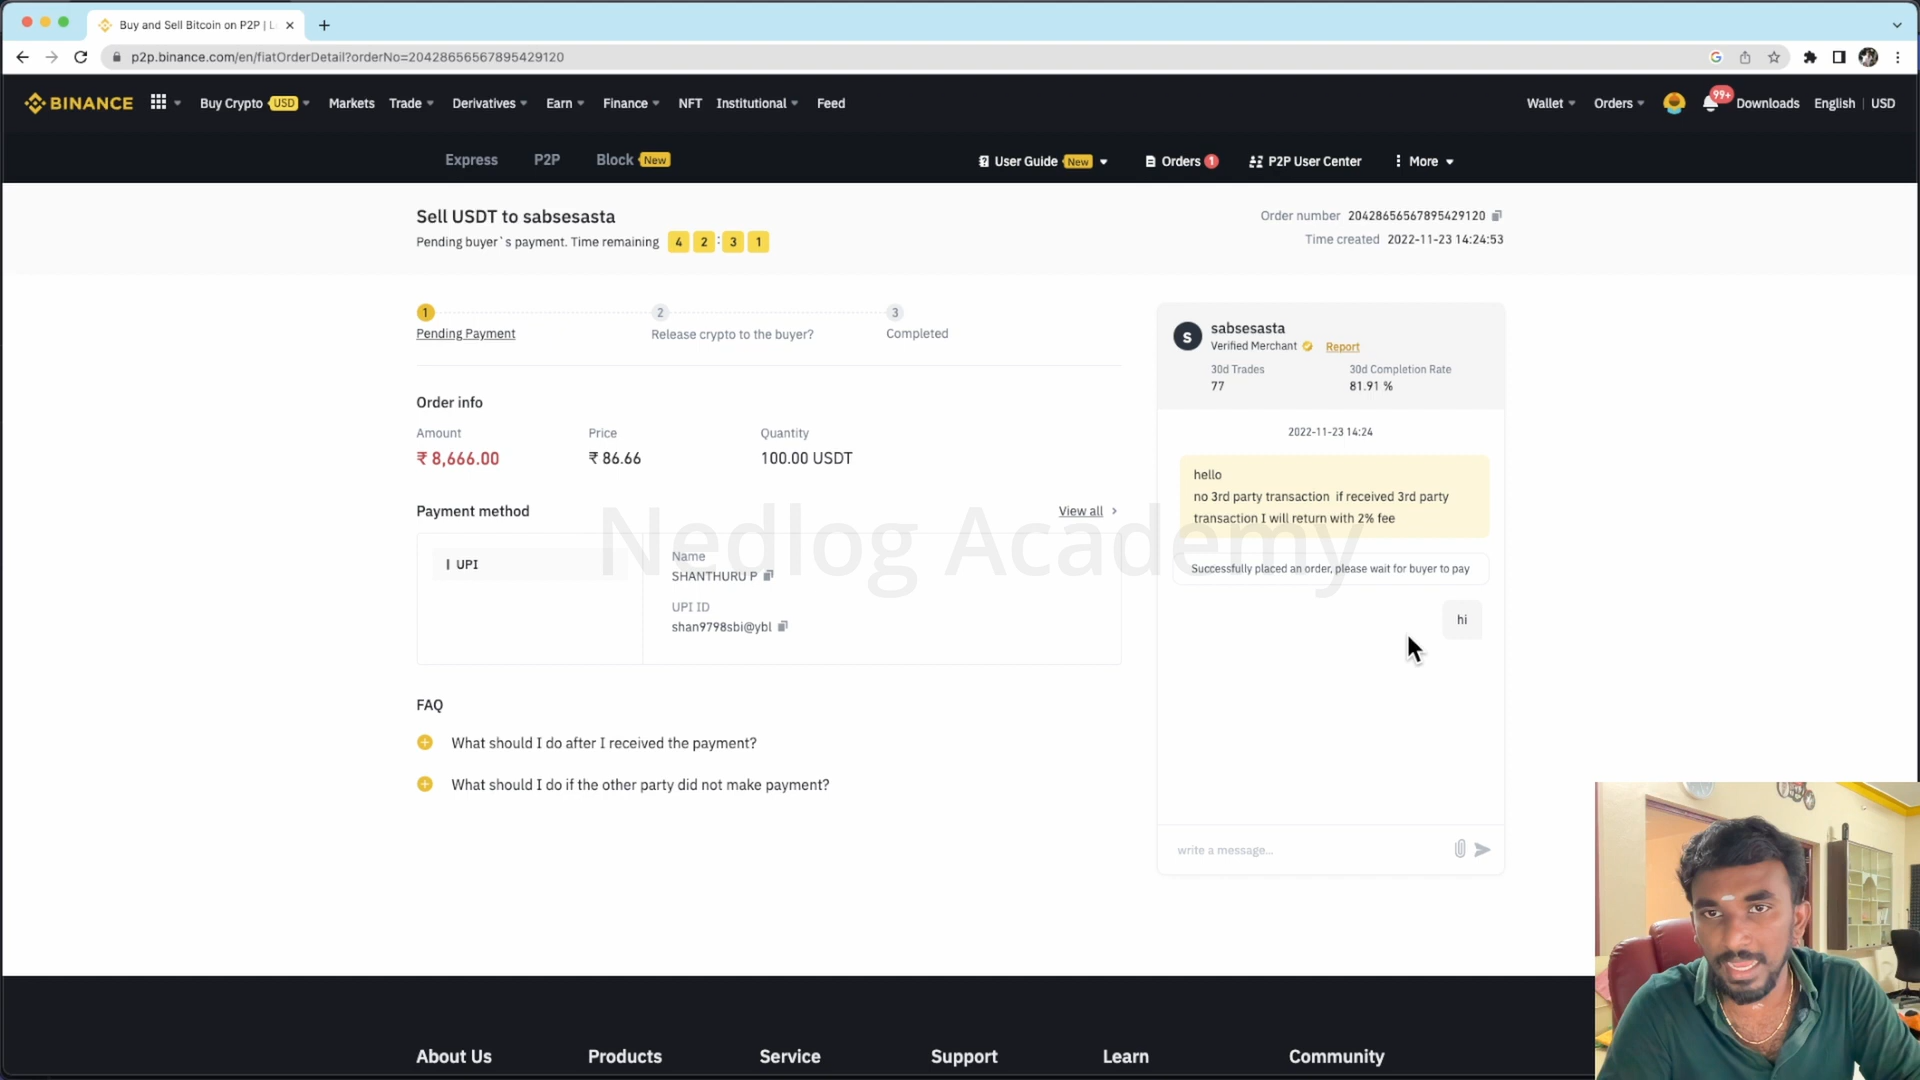 Buy and Sell Bitcoin on P2P | L
p2p.binance.com/en/fiatOrderDetail?orderNo=20428656567895429120
BINANCE
Buy Crypto USD Markets Trade Derivatives Earn Finance NFT Institutional Feed
Wallet Orders 99+ Downloads English | USD
Express P2P Block New
User Guide New Orders 1 P2P User Center More
Sell USDT to sabsesasta
Pending buyer`s payment. Time remaining 4 2 : 3 1
Order number 20428656567895429120
Time created 2022-11-23 14:24:53
1 2 3
Pending Payment Release crypto to the buyer? Completed
Order info
Amount Price Quantity
₹ 8,666.00 ₹ 86.66 100.00 USDT
Payment method View all
UPI
Name
SHANTHURU P
UPI ID
shan9798sbi@ybl
FAQ
What should I do after I received the payment?
What should I do if the other party did not make payment?
S
sabsesasta
Verified Merchant Report
30d Trades 30d Completion Rate
77 81.91 %
2022-11-23 14:24
hello
no 3rd party transaction if received 3rd party
transaction I will return with 2% fee
Successfully placed an order, please wait for buyer to pay
hi
write a message...
Nedlog Academy
About Us Products Service Support Learn Community